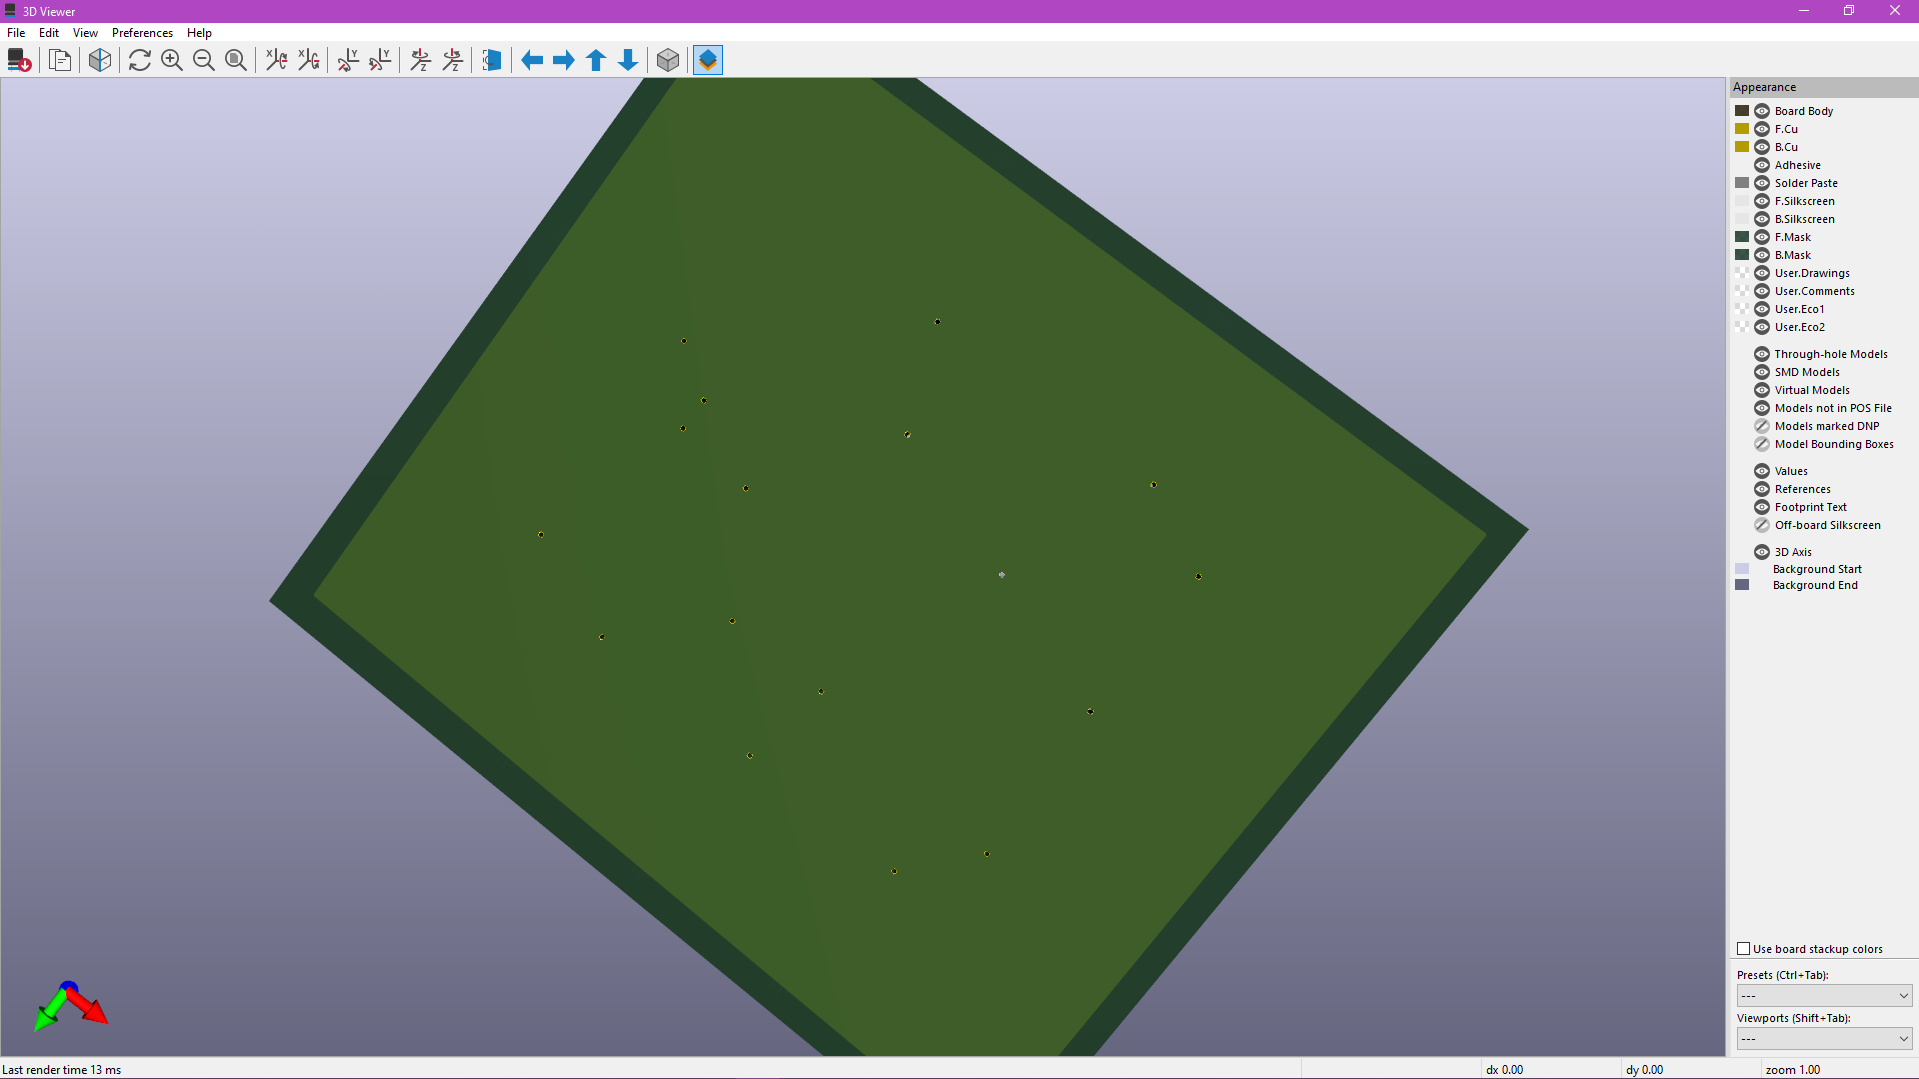 3D Viewer
File Edit View Preferences Help
Appearance
Board Body
F.Cu
B.Cu
Adhesive
Solder Paste
F.Silkscreen
B.Silkscreen
F.Mask
B.Mask
User.Drawings
User.Comments
User.Eco1
User.Eco2
Through-hole Models
SMD Models
Virtual Models
Models not in POS File
Models marked DNP
Model Bounding Boxes
Values
References
Footprint Text
Off-board Silkscreen
3D Axis
Background Start
Background End
Use board stackup colors
Presets (Ctrl+Tab):
---
Viewports (Shift+Tab):
---
Last render time 13 ms dx 0.00 dy 0.00 zoom 1.00